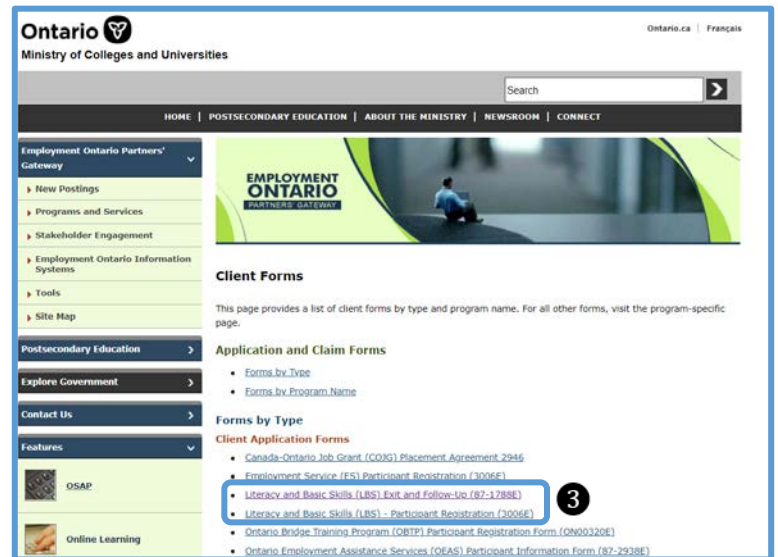 Ontario
Ontario.ca | Français
Ministry of Colleges and Universities
Search
HOME | POSTSECONDARY EDUCATION | ABOUT THE MINISTRY | NEWSROOM | CONNECT
Employment Ontario Partners'
Gateway
New Postings
Programs and Services
Stakeholder Engagement
Employment Ontario Information
Systems
Tools
Site Map
Postsecondary Education
Explore Government
Contact Us
Features
OSAP
Online Learning
EMPLOYMENT
ONTARIO
PARTNERS' GATEWAY
Client Forms
This page provides a list of client forms by type and program name. For all other forms, visit the program-specific
page.
Application and Claim Forms
Forms by Type
Forms by Program Name
Forms by Type
Client Application Forms
Canada-Ontario Job Grant (COJG) Placement Agreement 2946
Employment Service (ES) Participant Registration (3006E)
Literacy and Basic Skills (LBS) Exit and Follow-Up (87-1788E)
Literacy and Basic Skills (LBS) - Participant Registration (3006E)
3
Ontario Bridge Training Program (OBTP) Participant Registration Form (ON00320E)
Ontario Employment Assistance Services (OEAS) Participant Information Form (87-2938E)